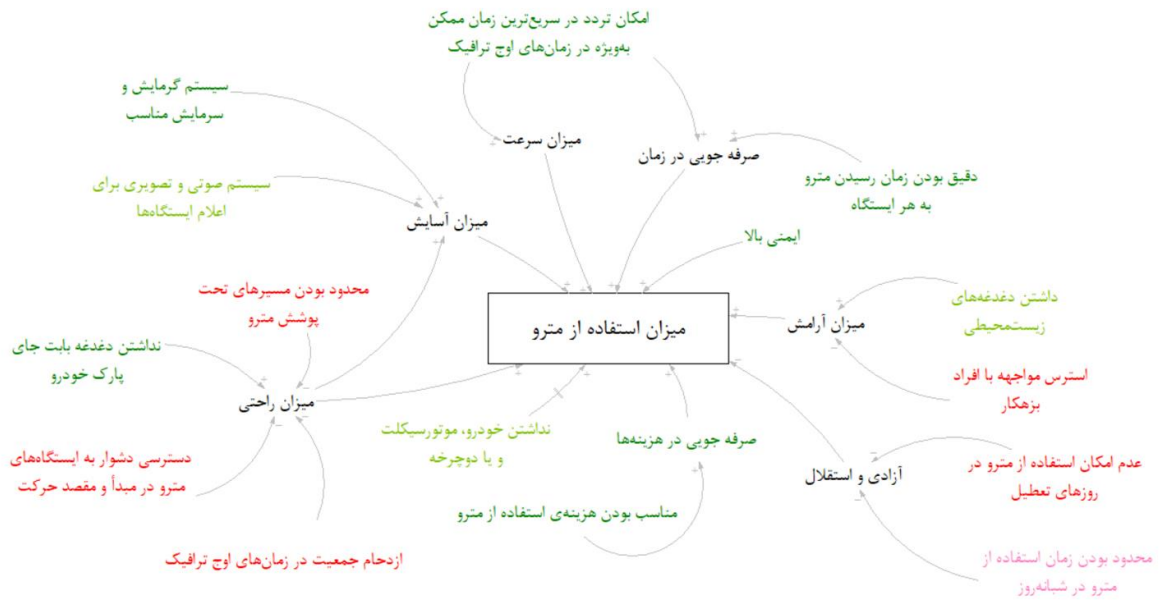 امکان تردد در سریع‌ترین زمان ممکن
به‌ویژه در زمان‌های اوج ترافیک
سیستم گرمایش و
سرمایش مناسب
میزان سرعت
صرفه جویی در زمان
دقیق بودن زمان رسیدن مترو
به هر ایستگاه
سیستم صوتی و تصویری برای
اعلام ایستگاه‌ها
میزان آسایش
ایمنی بالا
محدود بودن مسیرهای تحت
پوشش مترو
داشتن دغدغه‌های
زیست‌محیطی
میزان استفاده از مترو
میزان آرامش
نداشتن دغدغه بابت جای
پارک خودرو
میزان راحتی
استرس مواجهه با افراد
بزهکار
نداشتن خودرو، موتورسیکلت
و یا دوچرخه
صرفه جویی در هزینه‌ها
دسترسی دشوار به ایستگاه‌های
مترو در مبدأ و مقصد حرکت
آزادی و استقلال
عدم امکان استفاده از مترو در
روزهای تعطیل
مناسب بودن هزینه‌ی استفاده از مترو
ازدحام جمعیت در زمان‌های اوج ترافیک
محدود بودن زمان استفاده از
مترو در شبانه‌روز